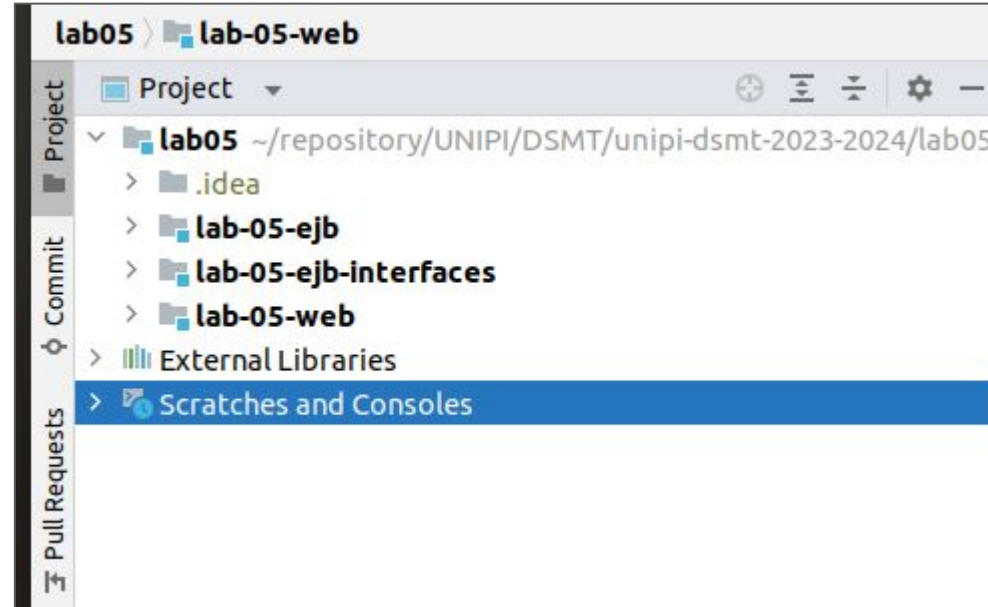 lab05 lab-05-web
Project
lab05 ~/repository/UNIPI/DSMT/unipi-dsmt-2023-2024/lab05
.idea
lab-05-ejb
lab-05-ejb-interfaces
lab-05-web
External Libraries
Scratches and Consoles
Project
Commit
Pull Requests